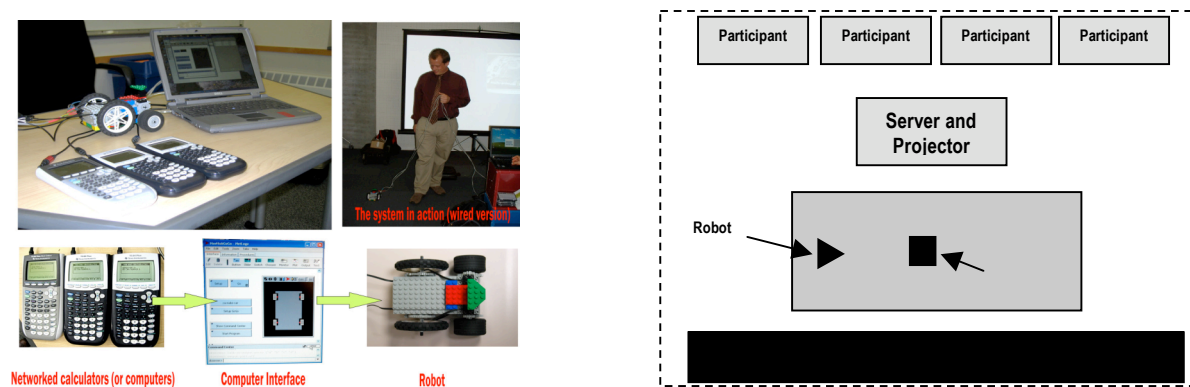 The system in action (wired version)
Networked calculators (or computers)
Computer Interface
Robot
Participant
Participant
Participant
Participant
Server and
Projector
Robot